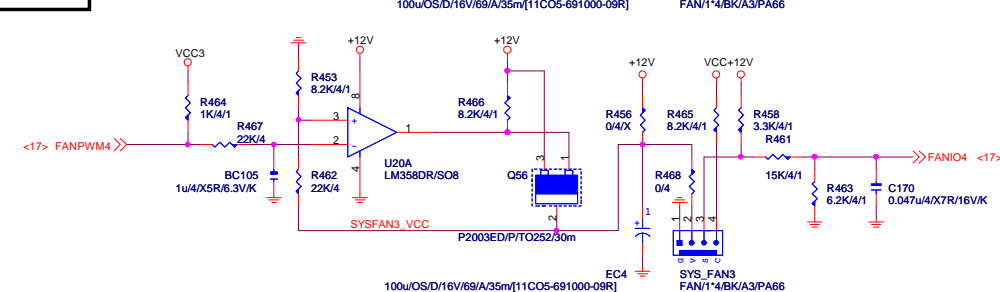 100u/OS/D/16V/69/A/35m/[11CO5-691000-09R]
FAN/1*4/BK/A3/PA66
VCC3
+12V
+12V
+12V
VCC
+12V
R464
1K/4/1
R453
8.2K/4/1
8
R466
8.2K/4/1
R456
0/4/X
R465
8.2K/4/1
R458
3.3K/4/1
<17> FANPWM4
R467
22K/4
3
+
2
-
1
4
U20A
LM358DR/SO8
R461
15K/4/1
FANIO4 <17>
BC105
1u/4/X5R/6.3V/K
R462
22K/4
Q56
3
1
2
R468
0/4
R463
6.2K/4/1
C170
0.047u/4/X7R/16V/K
SYSFAN3_VCC
P2003ED/P/TO252/30m
+
1
1
2
3
4
G
V
S
C
EC4
100u/OS/D/16V/69/A/35m/[11CO5-691000-09R]
SYS_FAN3
FAN/1*4/BK/A3/PA66